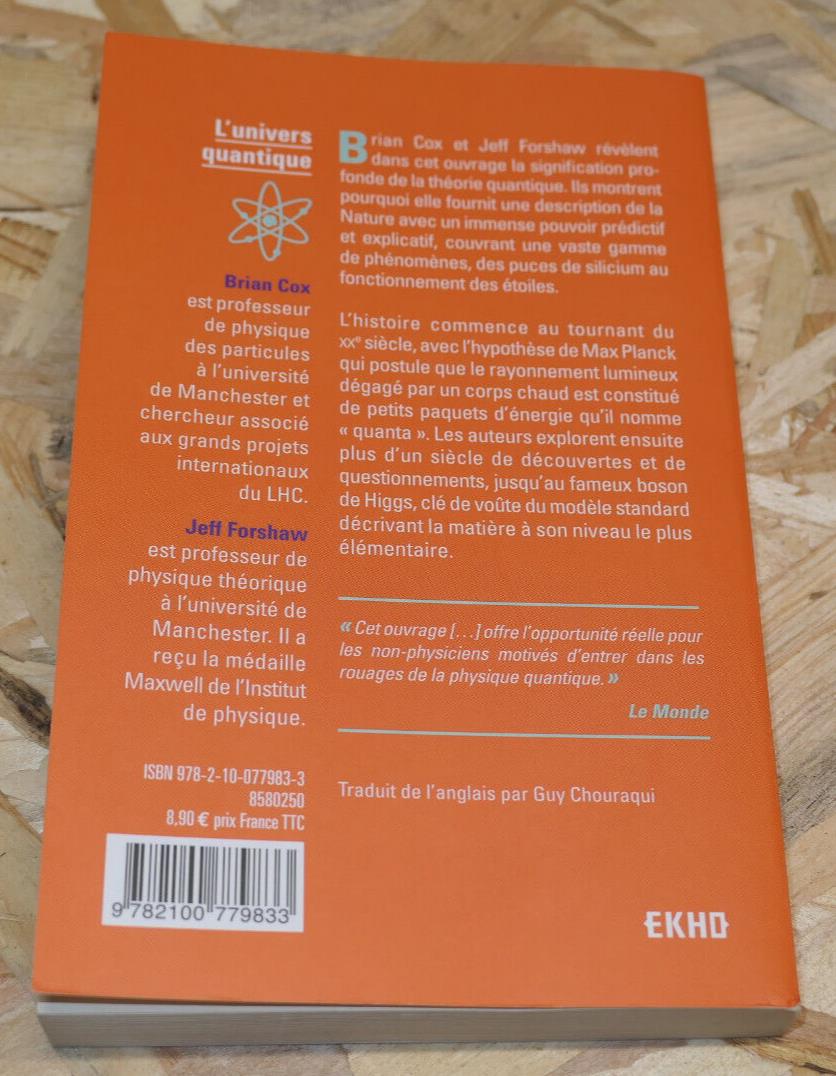 L'univers
quantique
Brian Cox
est professeur
de physique
des particules
à l'université
de Manchester et
chercheur associé
aux grands projets
internationaux
du LHC.
Jeff Forshaw
est professeur de
physique théorique
à l'université de
Manchester. Il a
reçu la médaille
Maxwell de l'Institut
de physique.
ISBN 978-2-10-077983-3
8580250
8,90 € prix France TTC
9 782100 779833
Brian Cox et Jeff Forshaw révèlent
dans cet ouvrage la signification pro-
fonde de la théorie quantique. Ils montrent
pourquoi elle fournit une description de la
Nature avec un immense pouvoir prédictif
et explicatif, couvrant une vaste gamme
de phénomènes, des puces de silicium au
fonctionnement des étoiles.
L'histoire commence au tournant du
XXe siècle, avec l'hypothèse de Max Planck
qui postule que le rayonnement lumineux
dégagé par un corps chaud est constitué
de petits paquets d'énergie qu'il nomme
« quanta ». Les auteurs explorent ensuite
plus d'un siècle de découvertes et de
questionnements, jusqu'au fameux boson
de Higgs, clé de voûte du modèle standard
décrivant la matière à son niveau le plus
élémentaire.
« Cet ouvrage [...] offre l'opportunité réelle pour
les non-physiciens motivés d'entrer dans les
rouages de la physique quantique. »
Le Monde
Traduit de l'anglais par Guy Chouraqui
EKHO